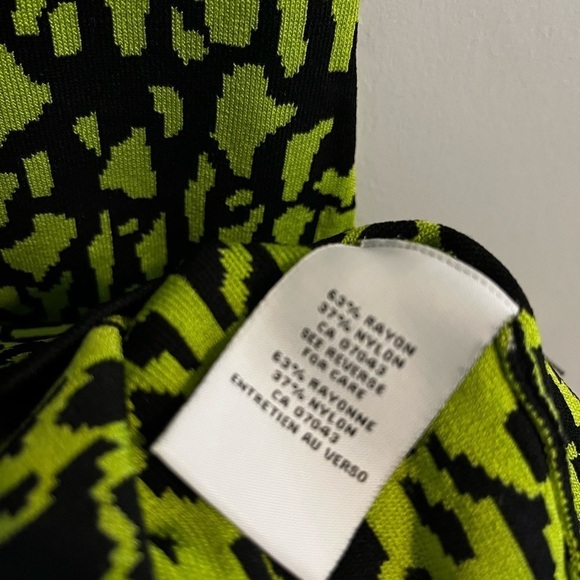 63% RAYON
37% NYLON
CA 07043
SEE REVERSE
FOR CARE
63% RAYONNE
37% NYLON
CA 07043
ENTRETIEN AU VERSO